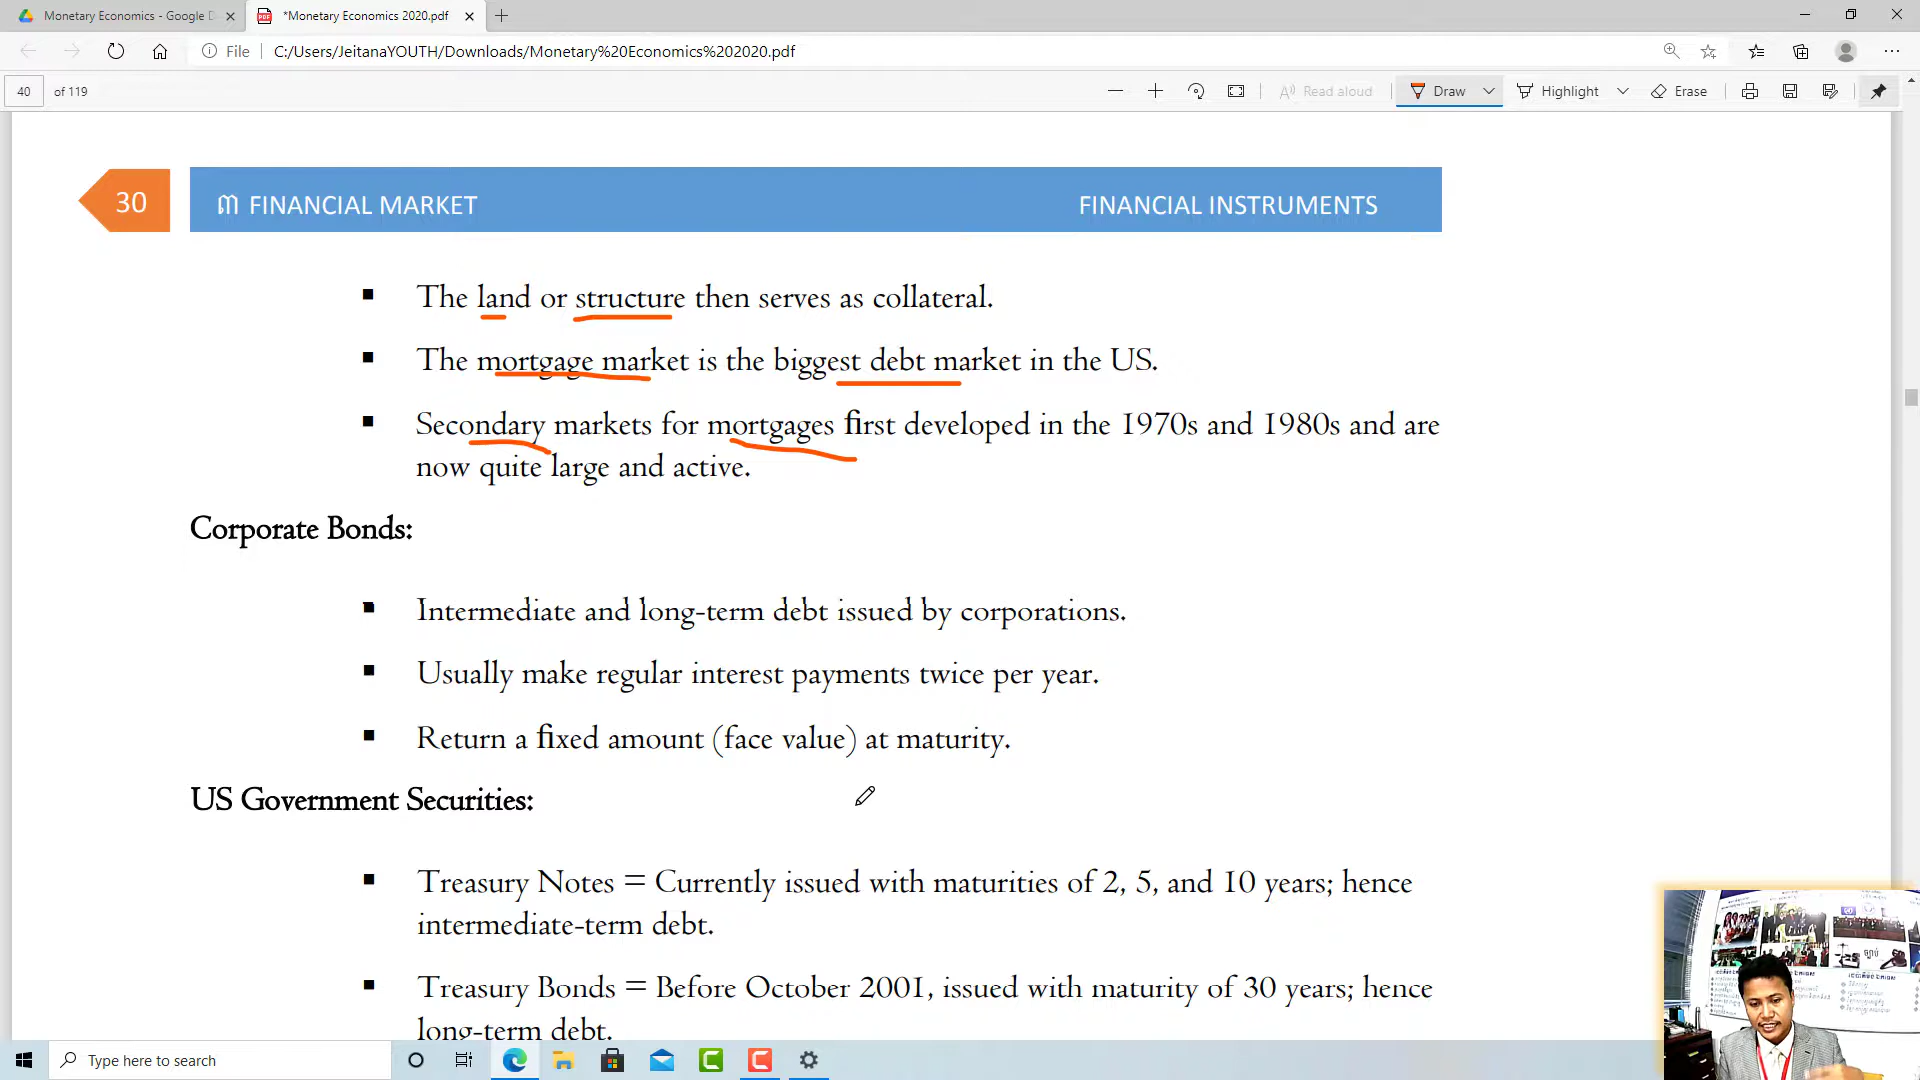 Monetary Economics - Google D
*Monetary Economics 2020.pdf
File
C:/Users/JeitanaYOUTH/Downloads/Monetary%20Economics%202020.pdf
40 of 119
Read aloud
Draw
Highlight
Erase
30
៣ FINANCIAL MARKET
FINANCIAL INSTRUMENTS
▪ The land or structure then serves as collateral.
▪ The mortgage market is the biggest debt market in the US.
▪ Secondary markets for mortgages first developed in the 1970s and 1980s and are
now quite large and active.
Corporate Bonds:
▪ Intermediate and long-term debt issued by corporations.
▪ Usually make regular interest payments twice per year.
▪ Return a fixed amount (face value) at maturity.
US Government Securities:
▪ Treasury Notes = Currently issued with maturities of 2, 5, and 10 years; hence
intermediate-term debt.
▪ Treasury Bonds = Before October 2001, issued with maturity of 30 years; hence
long-term debt.
ច្បាប់
Type here to search